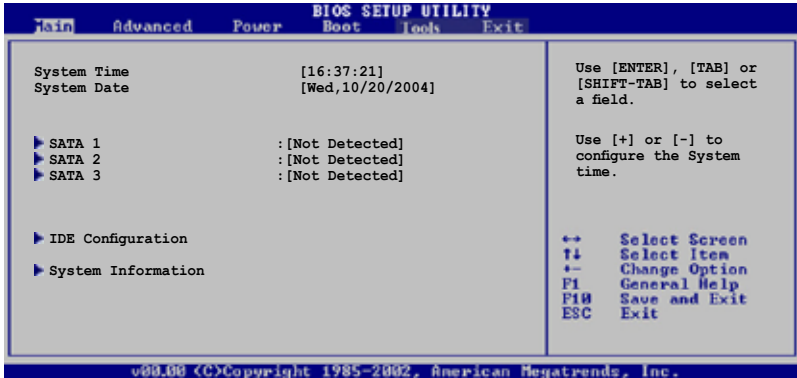 BIOS SETUP UTILITY
Main Advanced Power Boot Tools Exit
System Time [16:37:21]
System Date [Wed,10/20/2004]
SATA 1 :[Not Detected]
SATA 2 :[Not Detected]
SATA 3 :[Not Detected]
IDE Configuration
System Information
Use [ENTER], [TAB] or
[SHIFT-TAB] to select
a field.
Use [+] or [-] to
configure the System
time.
↔ Select Screen
↑↓ Select Item
+- Change Option
F1 General Help
F10 Save and Exit
ESC Exit
v00.00 (C)Copyright 1985-2002, American Megatrends, Inc.